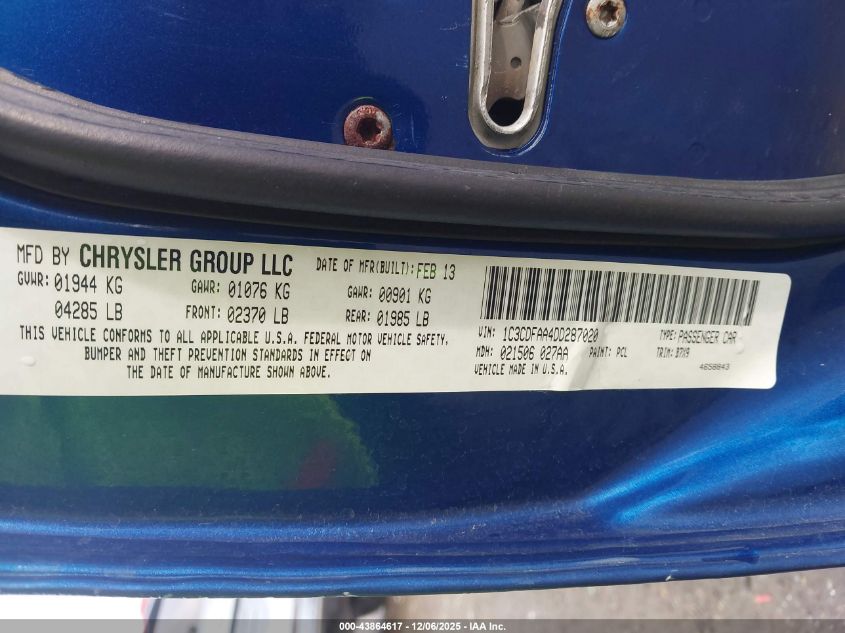 MFD BY CHRYSLER GROUP LLC
DATE OF MFR(BUILT): FEB 13
GVWR: 01944 KG
GAWR: 01076 KG
GAWR: 00901 KG
04285 LB
FRONT: 02370 LB
REAR: 01985 LB
THIS VEHICLE CONFORMS TO ALL APPLICABLE U.S.A. FEDERAL MOTOR VEHICLE SAFETY,
BUMPER AND THEFT PREVENTION STANDARDS IN EFFECT ON
THE DATE OF MANUFACTURE SHOWN ABOVE.
VIN: 1C3CDFAA4DD287020
TYPE: PASSENGER CAR
MDH: 021506 027AA
PAINT: PCL
TRIM: B7X9
VEHICLE MADE IN U.S.A.
4658843
000-43864617 • 12/06/2025 • IAA Inc.